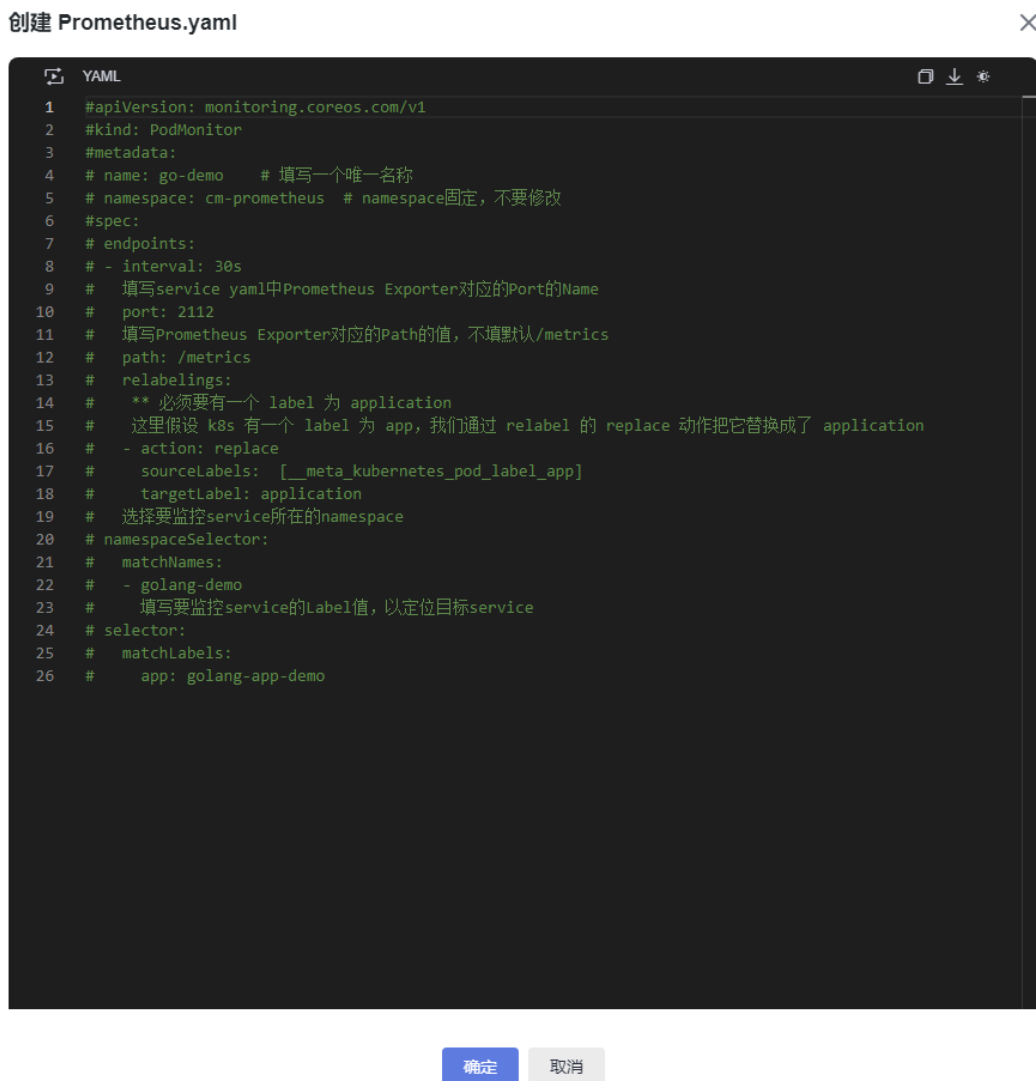 创建 Prometheus.yaml
YAML
1 #apiVersion: monitoring.coreos.com/v1
2 #kind: PodMonitor
3 #metadata:
4 # name: go-demo    # 填写一个唯一名称
5 # namespace: cm-prometheus  # namespace固定，不要修改
6 #spec:
7 # endpoints:
8 # - interval: 30s
9 #   填写service yaml中Prometheus Exporter对应的Port的Name
10 #   port: 2112
11 #   填写Prometheus Exporter对应的Path的值，不填默认/metrics
12 #   path: /metrics
13 #   relabelings:
14 #    ** 必须要有一个 label 为 application
15 #    这里假设 k8s 有一个 label 为 app，我们通过 relabel 的 replace 动作把它替换成了 application
16 #   - action: replace
17 #     sourceLabels:  [__meta_kubernetes_pod_label_app]
18 #     targetLabel: application
19 #   选择要监控service所在的namespace
20 # namespaceSelector:
21 #   matchNames:
22 #   - golang-demo
23 #     填写要监控service的Label值，以定位目标service
24 # selector:
25 #   matchLabels:
26 #     app: golang-app-demo
确定 取消